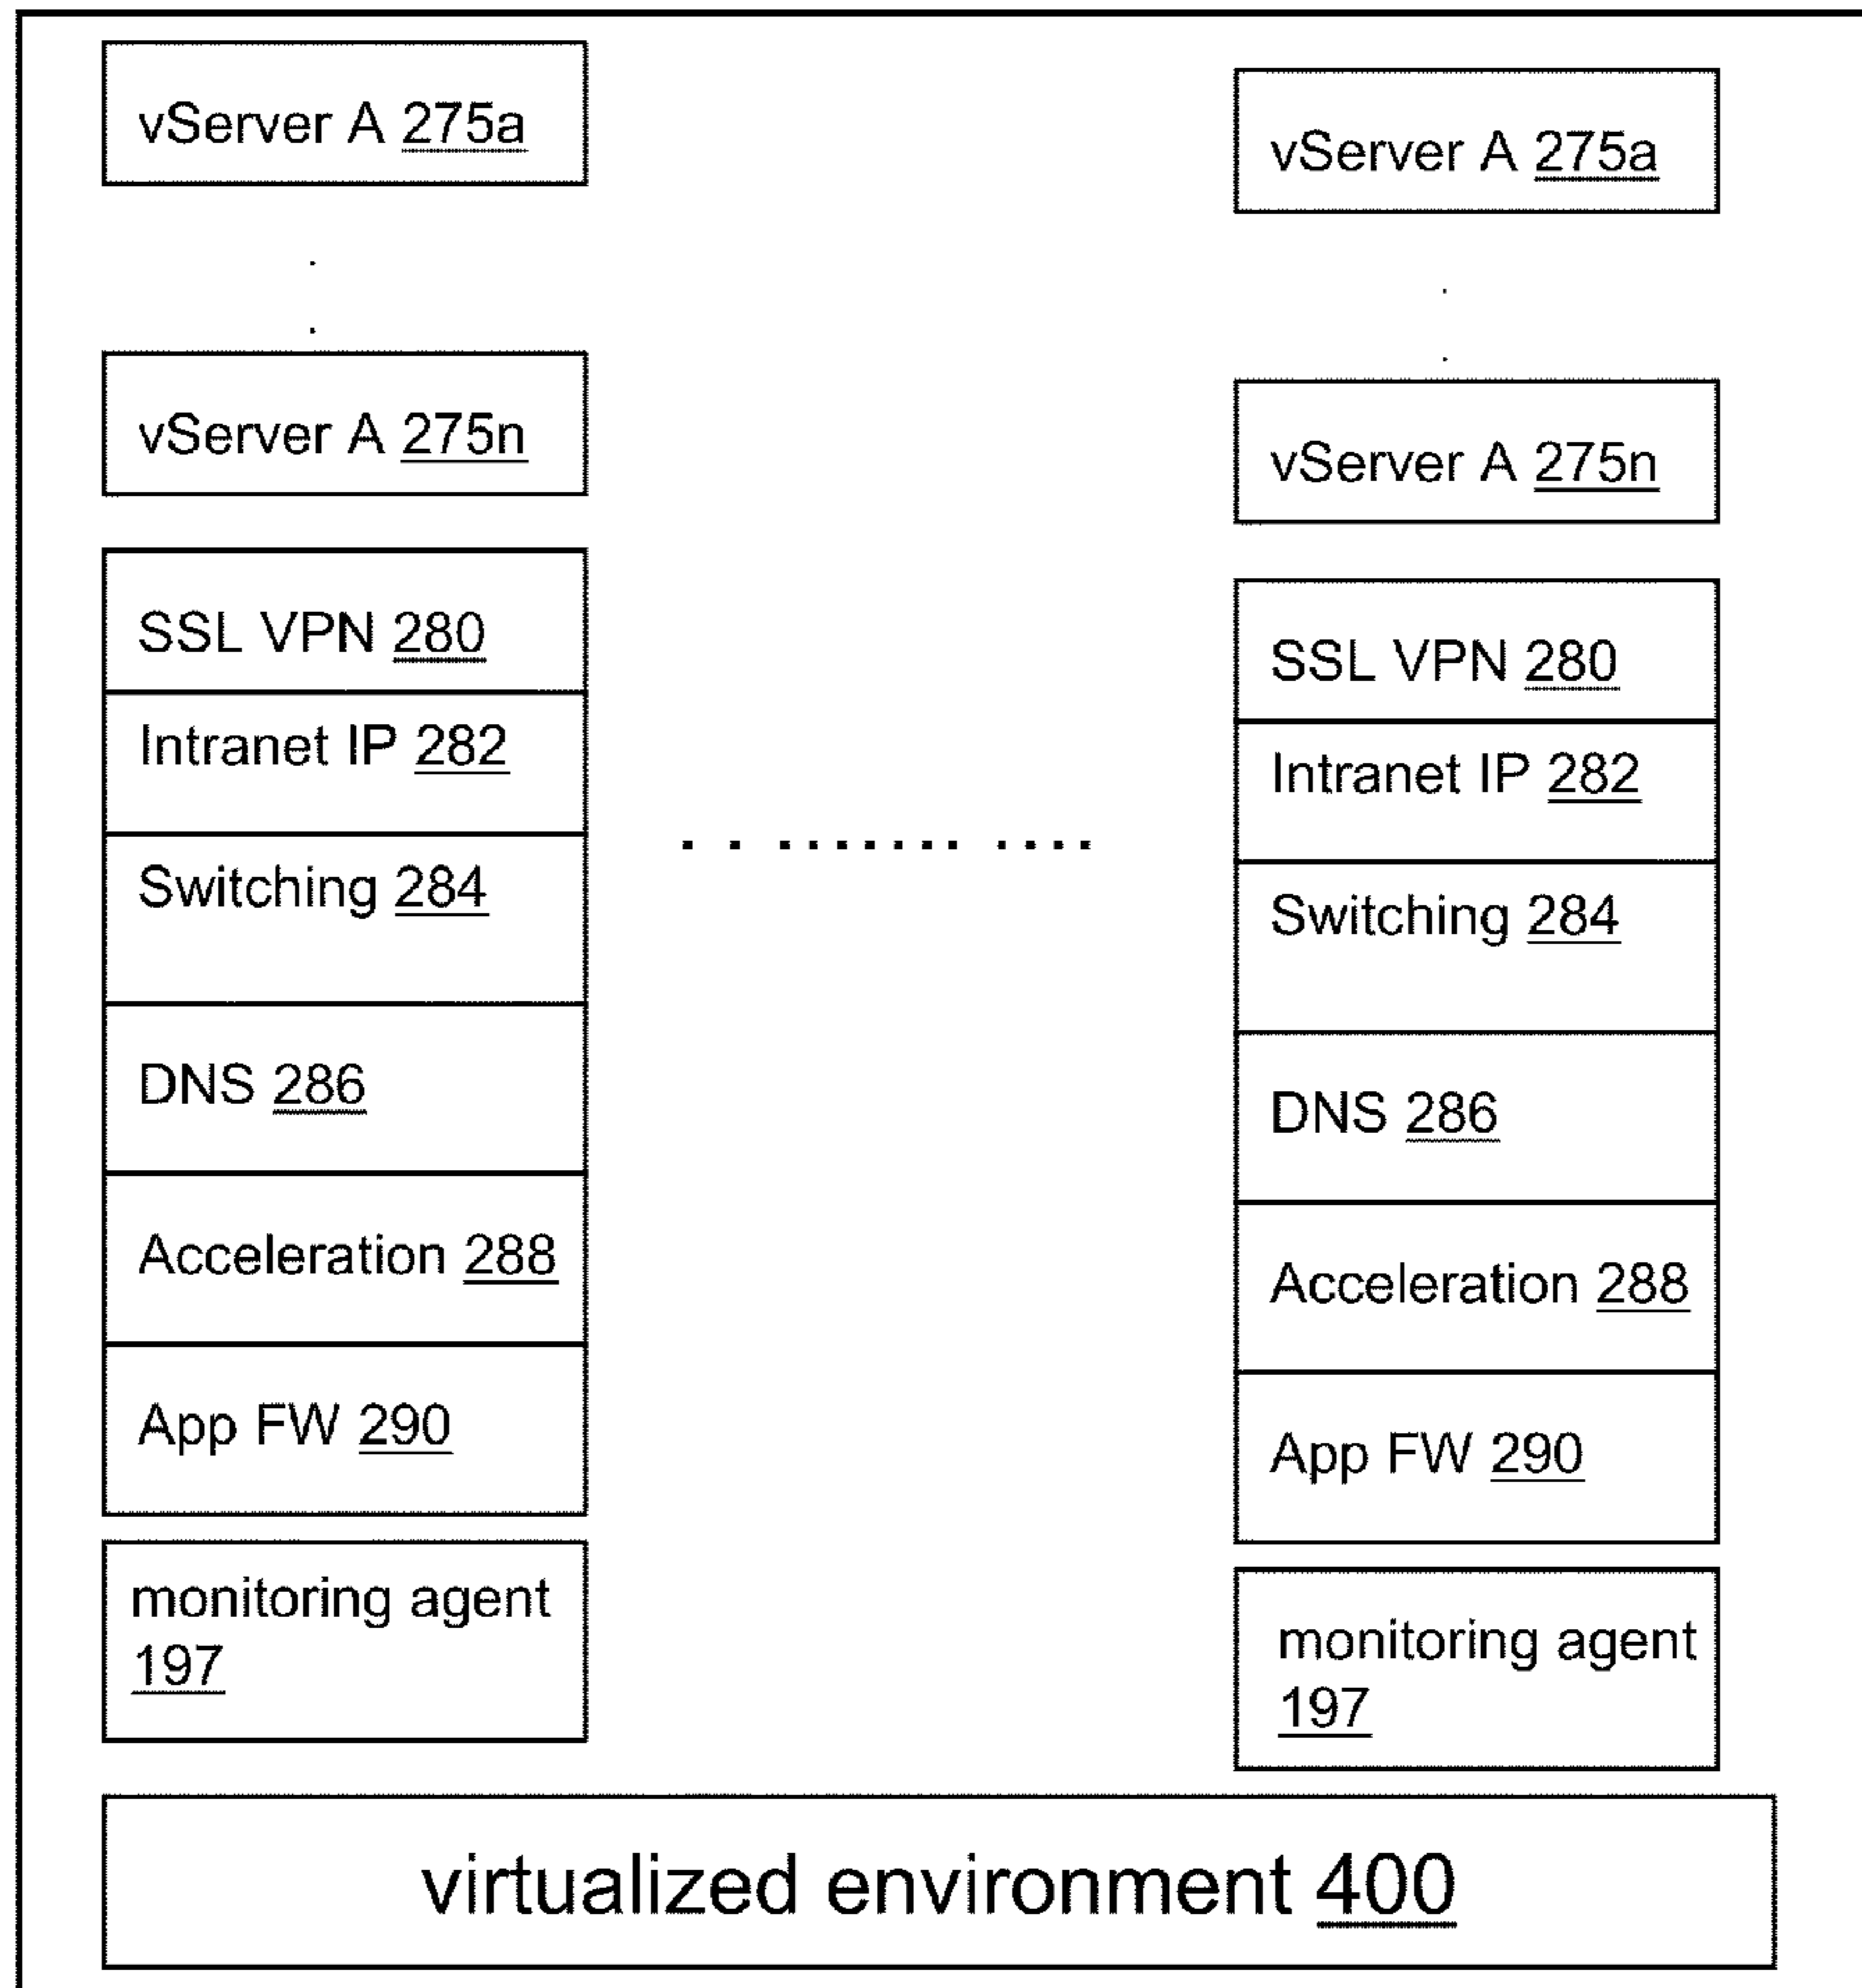 vServer A 275a
vServer A 275n
SSL VPN 280
Intranet IP 282
Switching 284
DNS 286
Acceleration 288
App FW 290
monitoring agent
197
vServer A 275a
vServer A 275n
SSL VPN 280
Intranet IP 282
Switching 284
DNS 286
Acceleration 288
App FW 290
monitoring agent
197
virtualized environment 400